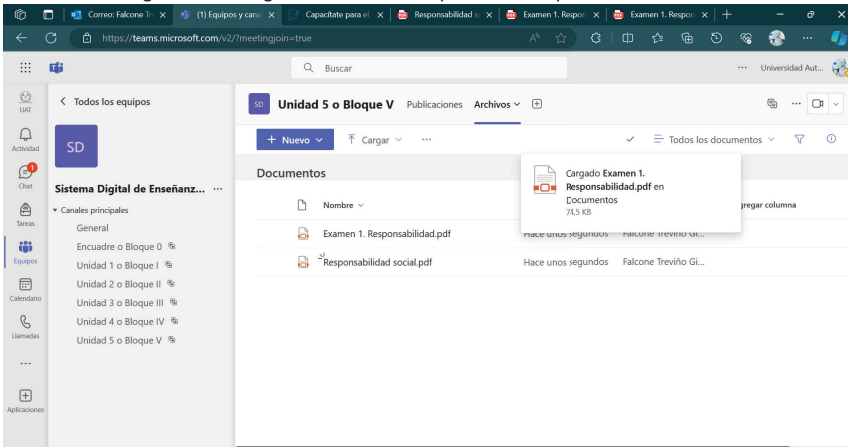 Correo: Falcone Tr
(1) Equipos y cana
Capacítate para el
Responsabilidad s
Examen 1. Respon
Examen 1. Respon
https://teams.microsoft.com/v2/?meetingjoin=true
Buscar
Universidad Aut...
UAT
Actividad
Chat
Tareas
Equipos
Calendario
Llamadas
Aplicaciones
Todos los equipos
SD
Sistema Digital de Enseñanz...
Canales principales
General
Encuadre o Bloque 0
Unidad 1 o Bloque I
Unidad 2 o Bloque II
Unidad 3 o Bloque III
Unidad 4 o Bloque IV
Unidad 5 o Bloque V
SD Unidad 5 o Bloque V Publicaciones Archivos
+ Nuevo Cargar ... Todos los documentos
Documentos
Cargado Examen 1.
Responsabilidad.pdf en
Documentos
74,5 KB
Nombre
gregar columna
Examen 1. Responsabilidad.pdf Hace unos segundos Falcone Treviño Gi...
Responsabilidad social.pdf Hace unos segundos Falcone Treviño Gi...